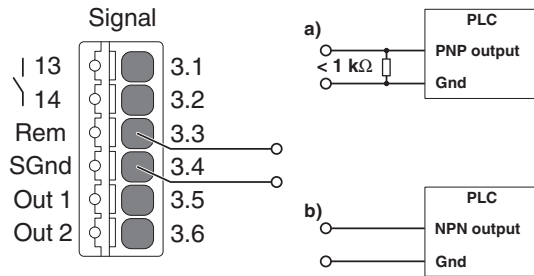 Signal
13
14
Rem
SGnd
Out 1
Out 2
3.1
3.2
3.3
3.4
3.5
3.6
a)
PLC
PNP output
< 1 kΩ
Gnd
b)
PLC
NPN output
Gnd